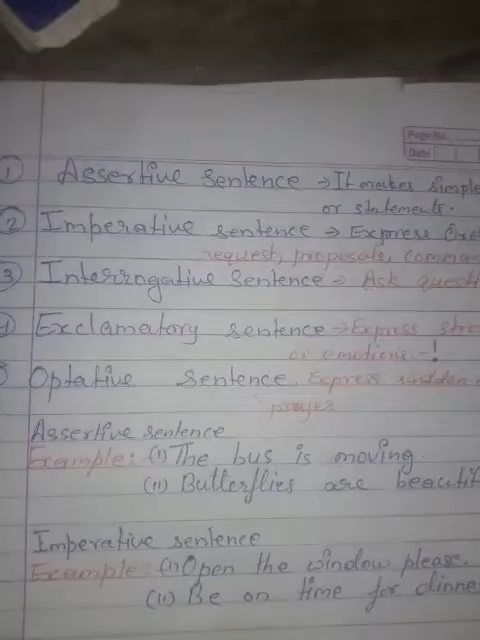 Page No.
Date
① Assertive sentence → It makes simple
or statements.
② Imperative sentence → Express
request, proposals,
③ Interrogative sentence → Ask
Exclamatory sentence → Express
or emotions - !
Optative sentence. Express sudden
prayer
Assertive sentence
Example: (i) The bus is moving.
(ii) Butterflies are
Imperative sentence
Example: (i) Open the window please.
(ii) Be on time for